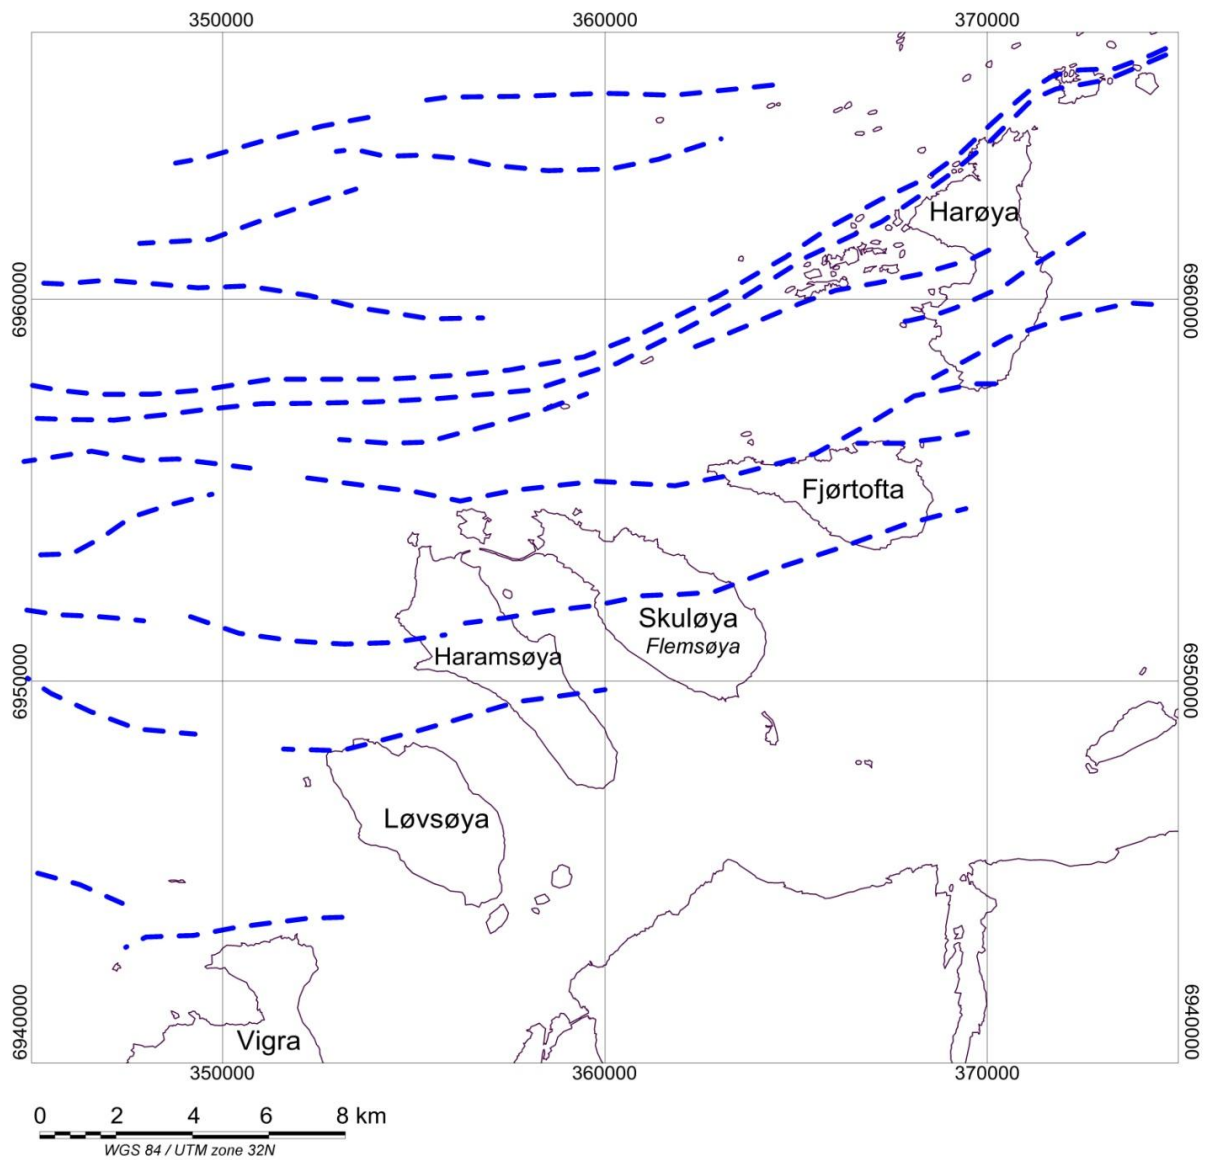 350000 360000 370000
Harøya
6960000 6960000
Fjørtofta
Skuløya
Flemsøya
Haramsøya
6950000 6950000
Løvsøya
6940000 6940000
Vigra
350000 360000 370000
0 2 4 6 8 km
WGS 84 / UTM zone 32N